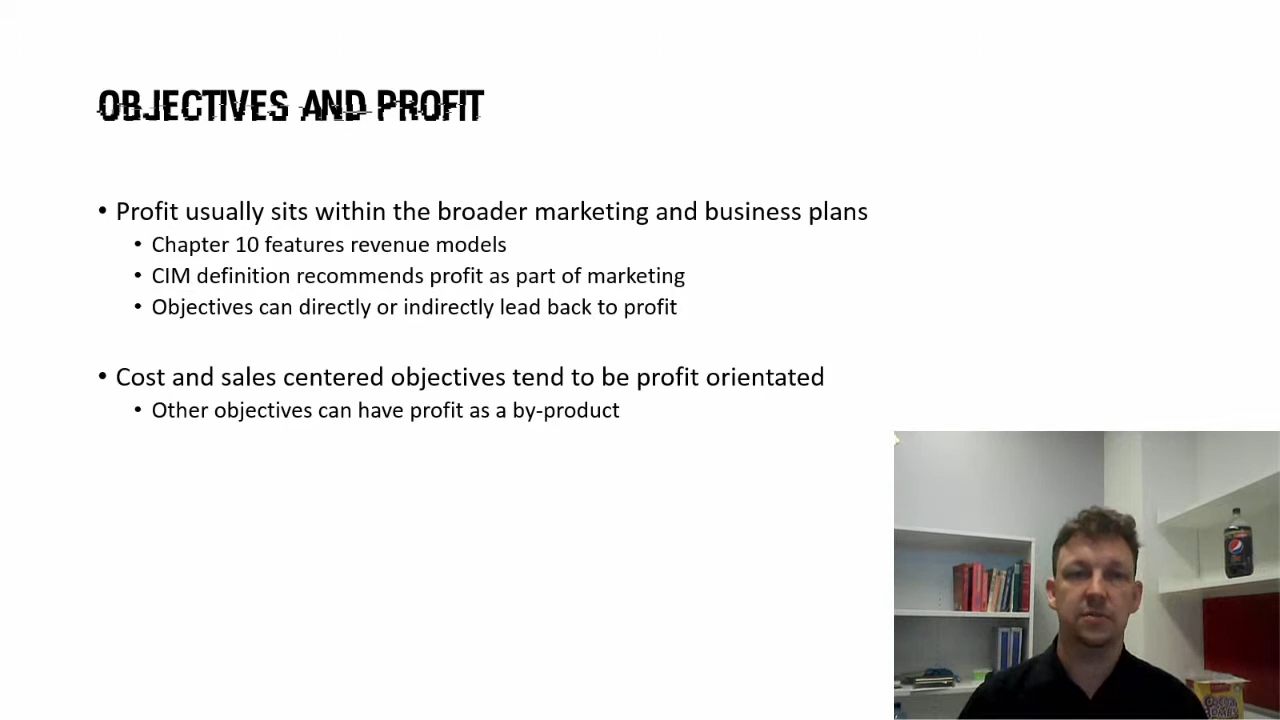 OBJECTIVES AND PROFIT
• Profit usually sits within the broader marketing and business plans
• Chapter 10 features revenue models
• CIM definition recommends profit as part of marketing
• Objectives can directly or indirectly lead back to profit
• Cost and sales centered objectives tend to be profit orientated
• Other objectives can have profit as a by-product